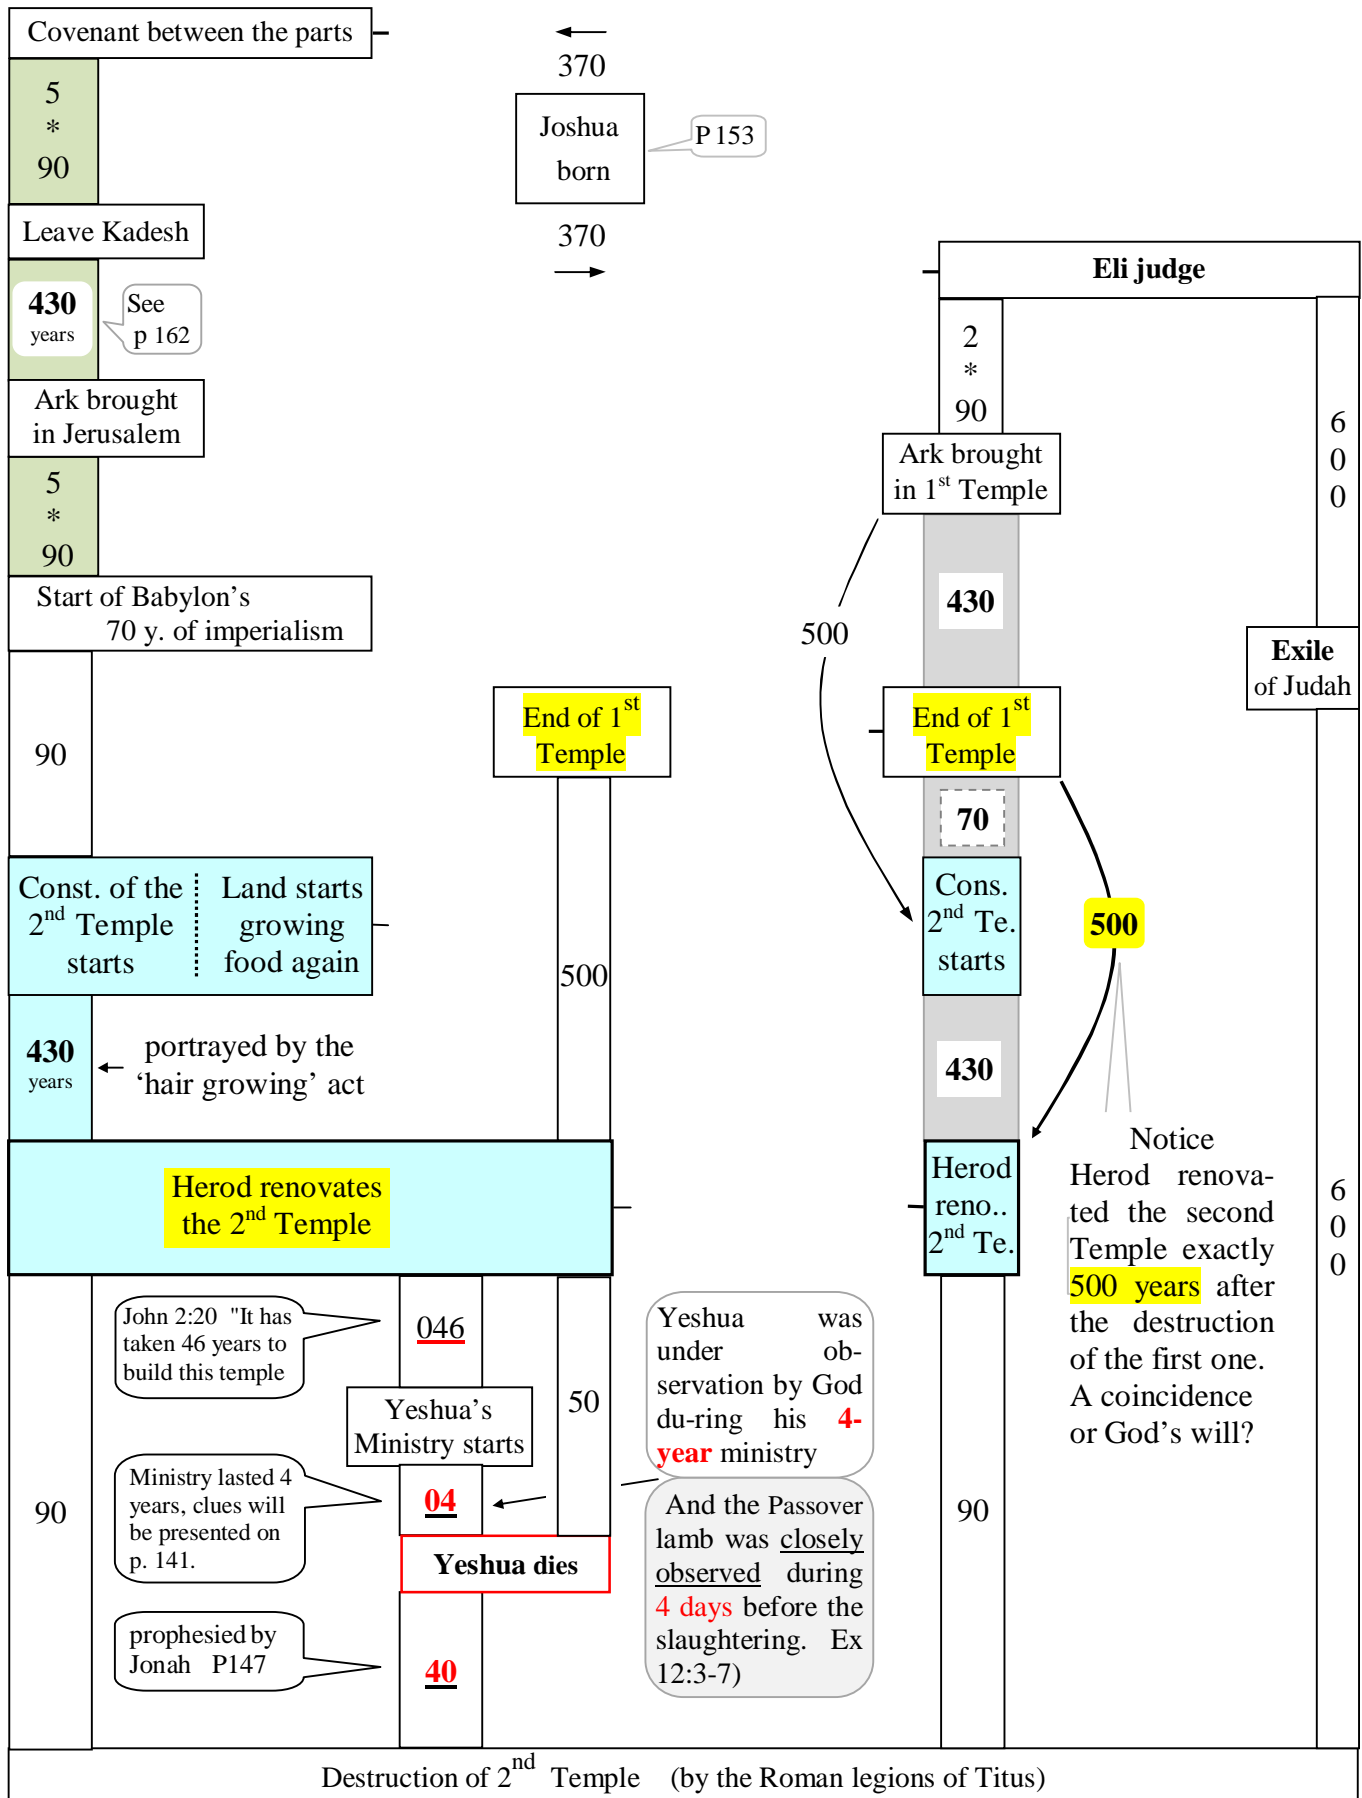 Covenant between the parts
5
*
90
Leave Kadesh
430
years
See
p 162
Ark brought
in Jerusalem
5
*
90
Start of Babylon's
70 y. of imperialism
90
Const. of the
2nd Temple
starts
Land starts
growing
food again
430
years
portrayed by the
‘hair growing’ act
370
Joshua
born
P 153
370
End of 1st
Temple
500
Herod renovates
the 2nd Temple
90
John 2:20 "It has
taken 46 years to
build this temple
046
Yeshua’s
Ministry starts
Ministry lasted 4
years, clues will
be presented on
p. 141.
04
50
Yeshua dies
prophesied by
Jonah P147
40
Yeshua was
under ob-
servation by God
du-ring his 4-
year ministry
And the Passover
lamb was closely
observed during
4 days before the
slaughtering. Ex
12:3-7)
Eli judge
2
*
90
Ark brought
in 1st Temple
500
430
End of 1st
Temple
70
Cons.
2nd Te.
starts
500
430
Herod
reno..
2nd Te.
90
Notice
Herod renova-
ted the second
Temple exactly
500 years after
the destruction
of the first one.
A coincidence
or God’s will?
6
0
0
Exile
of Judah
6
0
0
Destruction of 2nd Temple (by the Roman legions of Titus)